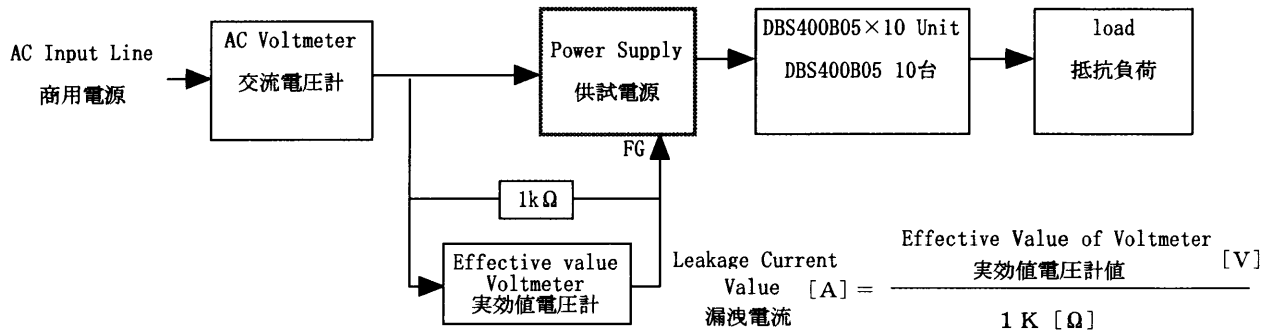 AC Input Line
商用電源
AC Voltmeter
交流電圧計
Power Supply
供試電源
DBS400B05×10 Unit
DBS400B05 10台
load
抵抗負荷
FG
1kΩ
Effective value
Voltmeter
実効値電圧計
Leakage Current
Value [A] =
漏洩電流
Effective Value of Voltmeter
実効値電圧計値 [V]
1 K [Ω]